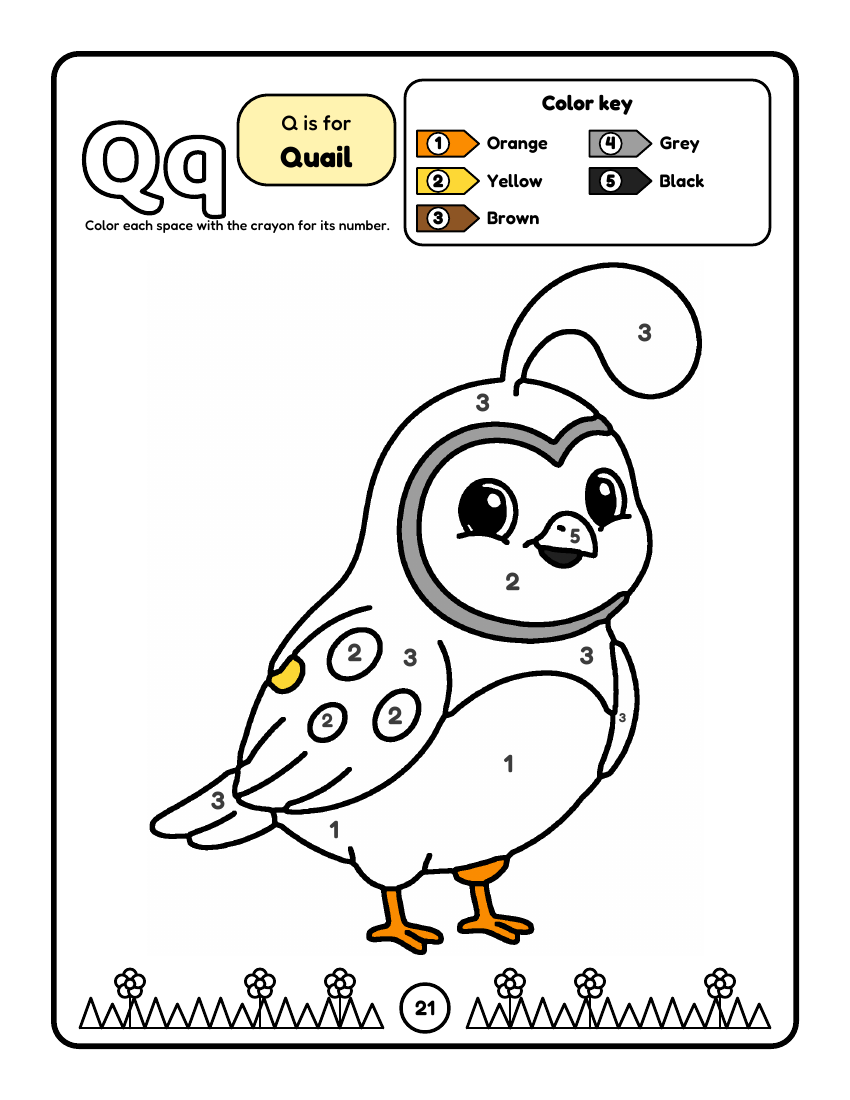 Qq
Q is for
Quail
Color each space with the crayon for its number.
Color key
1 Orange
2 Yellow
3 Brown
4 Grey
5 Black
3
3
5
2
2
3
3
2
2
3
1
3
1
21